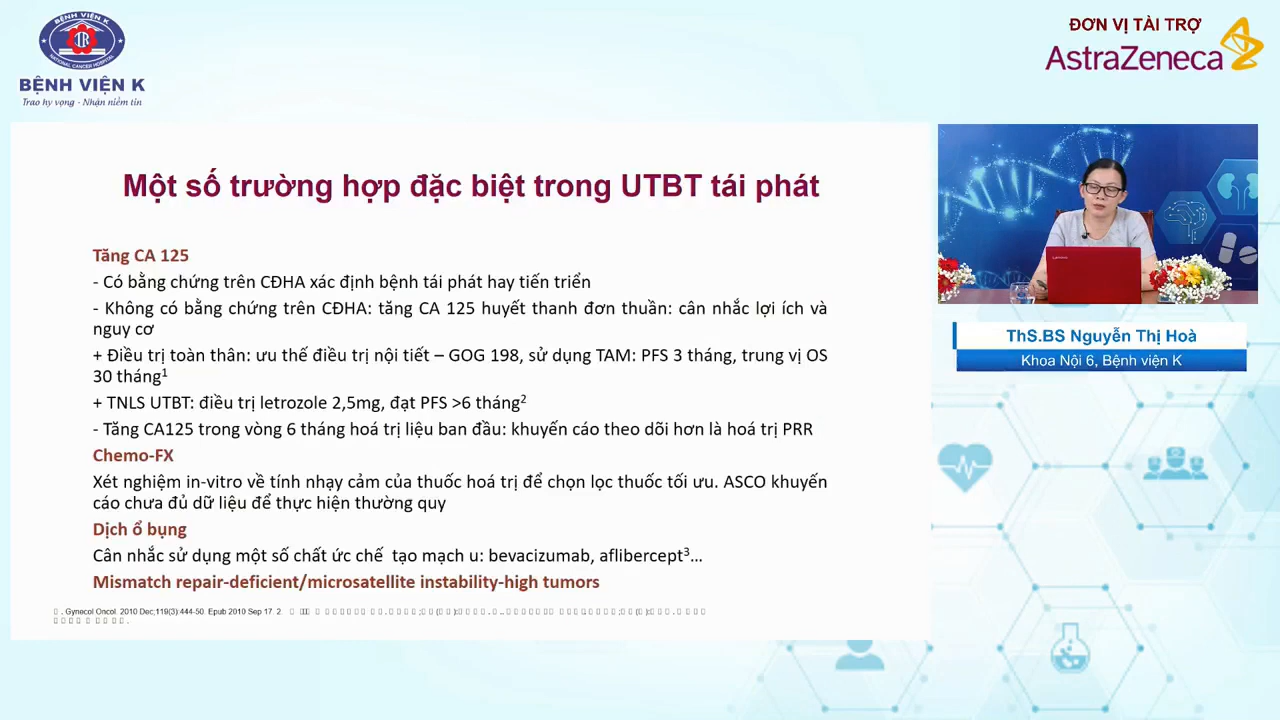 BỆNH VIỆN K
NATIONAL CANCER HOSPITAL
BỆNH VIỆN K
Trao hy vọng - Nhận niềm tin
ĐƠN VỊ TÀI TRỢ
AstraZeneca
Một số trường hợp đặc biệt trong UTBT tái phát
Tăng CA 125
- Có bằng chứng trên CĐHA xác định bệnh tái phát hay tiến triển
- Không có bằng chứng trên CĐHA: tăng CA 125 huyết thanh đơn thuần: cân nhắc lợi ích và
nguy cơ
+ Điều trị toàn thân: ưu thế điều trị nội tiết – GOG 198, sử dụng TAM: PFS 3 tháng, trung vị OS
30 tháng1
+ TNLS UTBT: điều trị letrozole 2,5mg, đạt PFS >6 tháng2
- Tăng CA125 trong vòng 6 tháng hoá trị liệu ban đầu: khuyến cáo theo dõi hơn là hoá trị PRR
Chemo-FX
Xét nghiệm in-vitro về tính nhạy cảm của thuốc hoá trị để chọn lọc thuốc tối ưu. ASCO khuyến
cáo chưa đủ dữ liệu để thực hiện thường quy
Dịch ổ bụng
Cân nhắc sử dụng một số chất ức chế tạo mạch u: bevacizumab, aflibercept3...
Mismatch repair-deficient/microsatellite instability-high tumors
. Gynecol Oncol. 2010 Dec;119(3):444-50. Epub 2010 Sep 17. 2.
ThS.BS Nguyễn Thị Hoà
Khoa Nội 6, Bệnh viện K